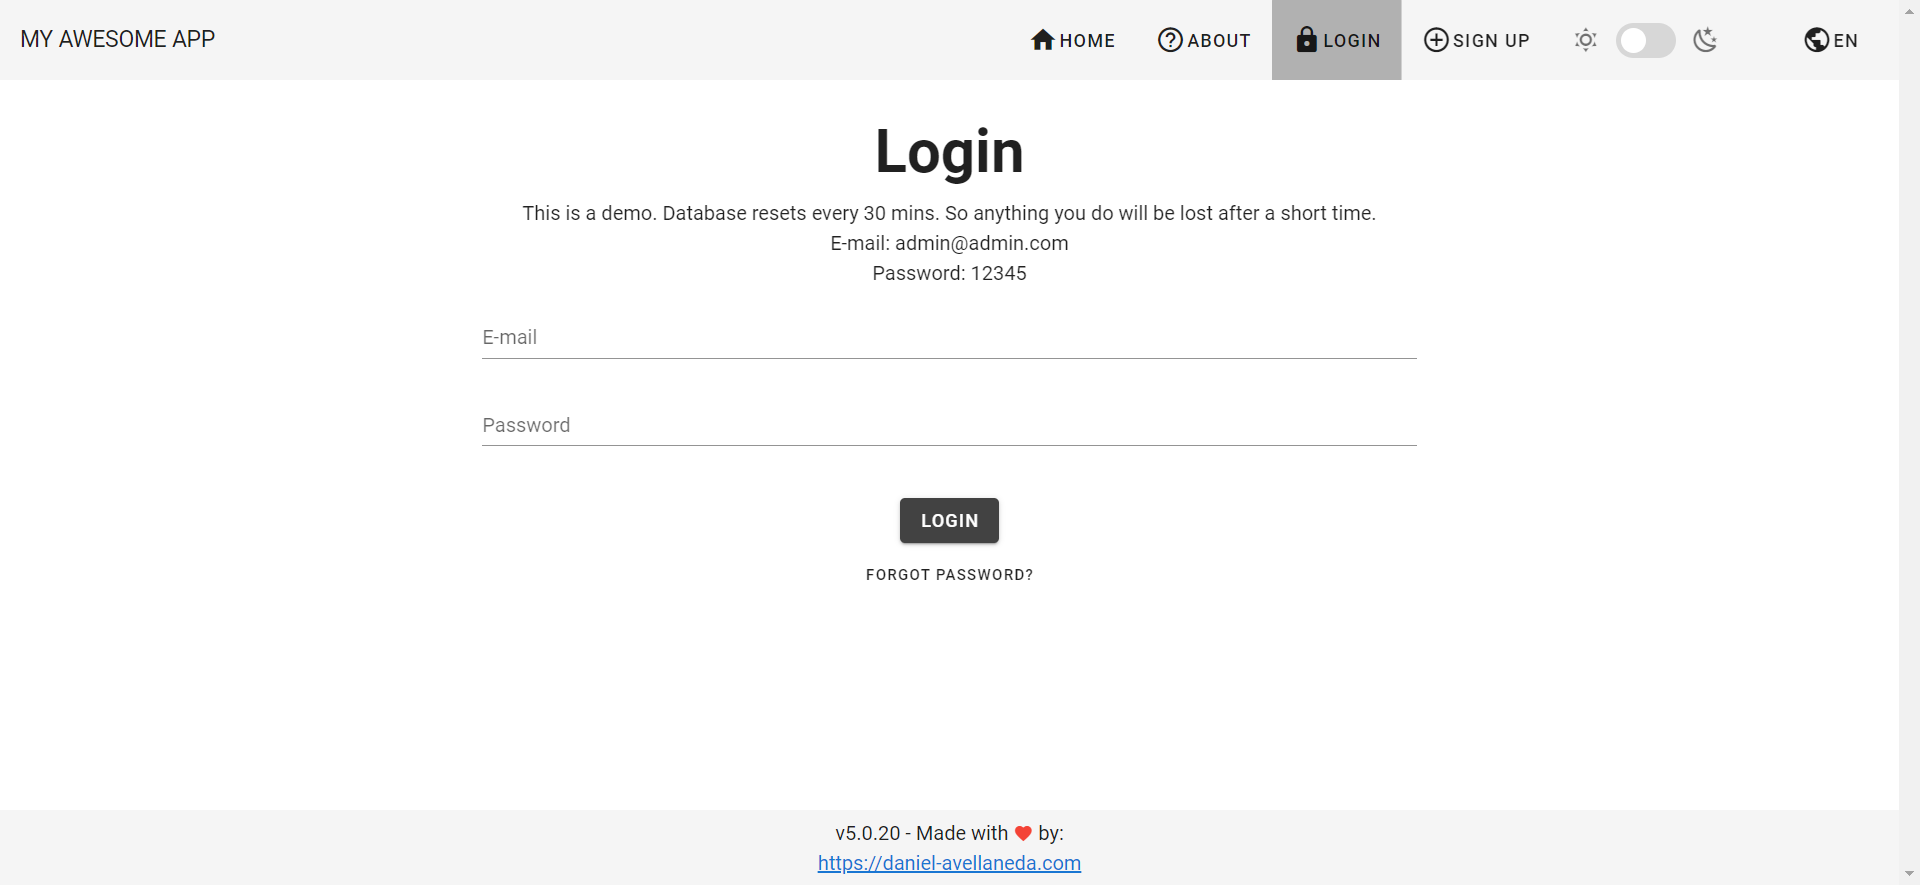 MY AWESOME APP
HOME
ABOUT
LOGIN
SIGN UP
EN
Login
This is a demo. Database resets every 30 mins. So anything you do will be lost after a short time.
E-mail: admin@admin.com
Password: 12345
E-mail
Password
LOGIN
FORGOT PASSWORD?
v5.0.20 - Made with ❤ by:
https://daniel-avellaneda.com